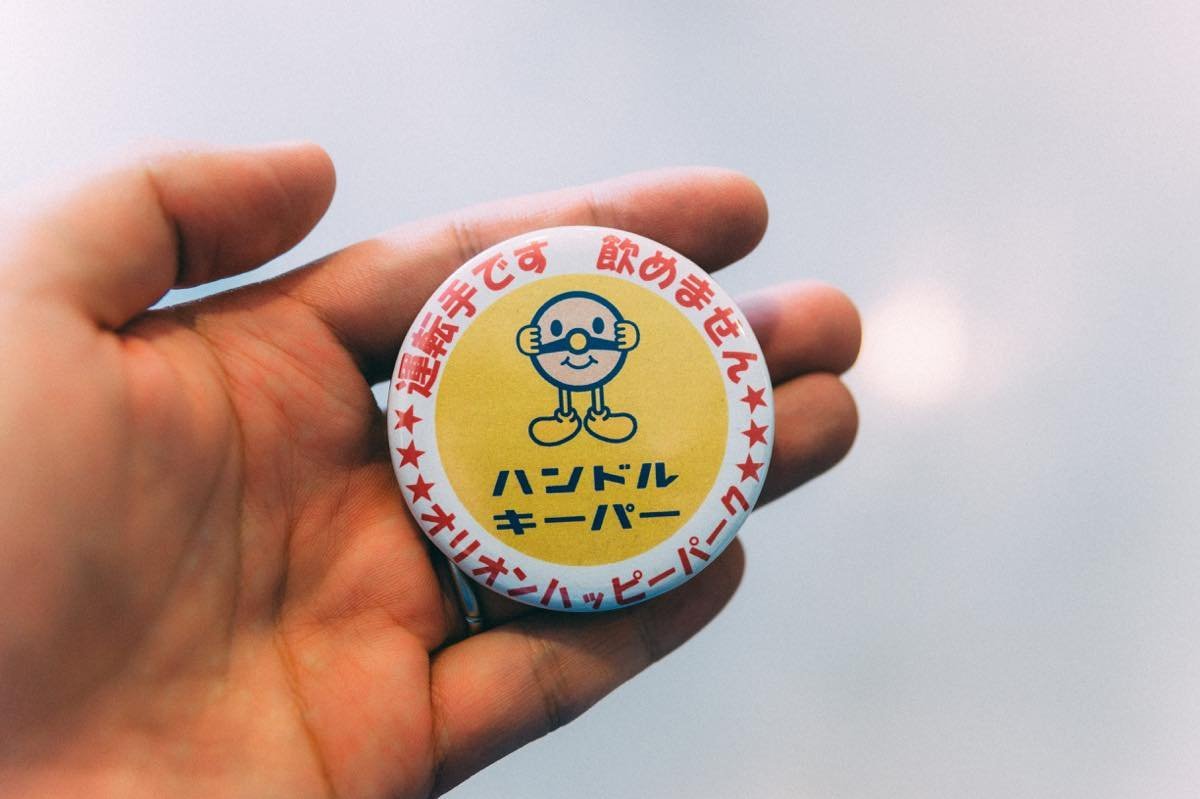 運転手です 飲めません
ハンドル
キーパー
★★★オリオンハッピーパーク★★★